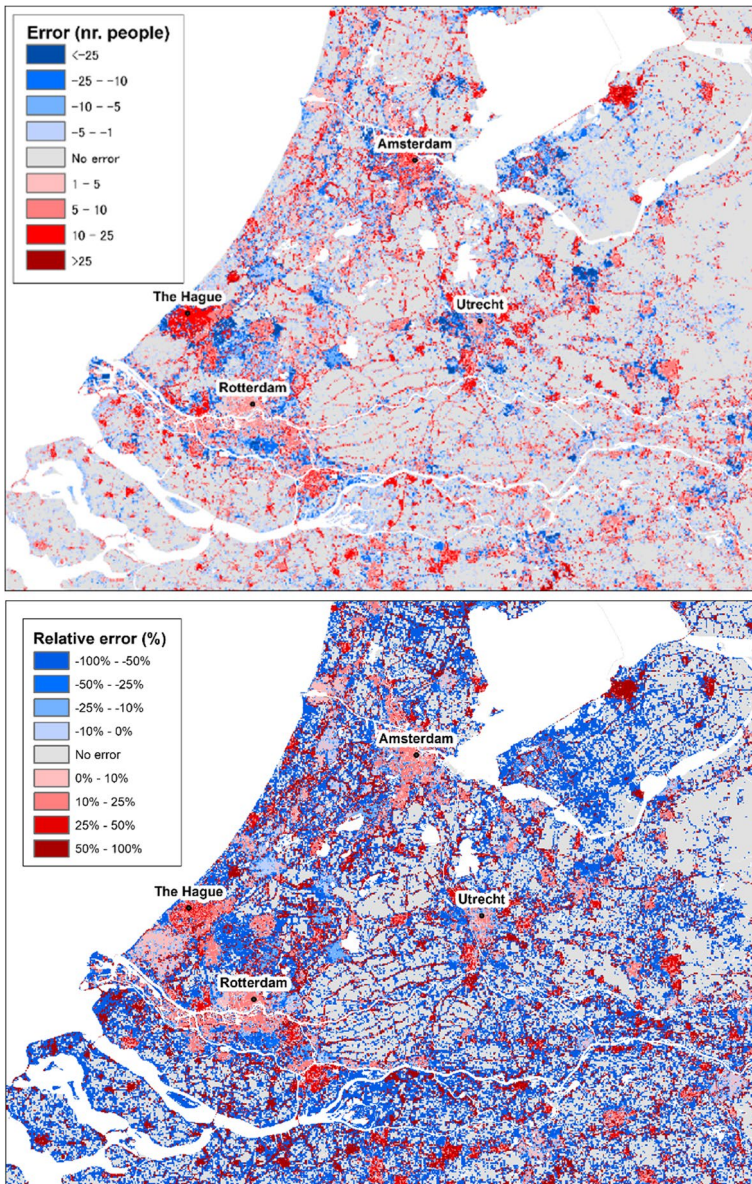 Error (nr. people)
<-25
-25 - -10
-10 - -5
-5 - -1
No error
1 - 5
5 - 10
10 - 25
>25
Amsterdam
The Hague
Utrecht
Rotterdam
Relative error (%)
-100% - -50%
-50% - -25%
-25% - -10%
-10% - 0%
No error
0% - 10%
10% - 25%
25% - 50%
50% - 100%
Amsterdam
The Hague
Utrecht
Rotterdam